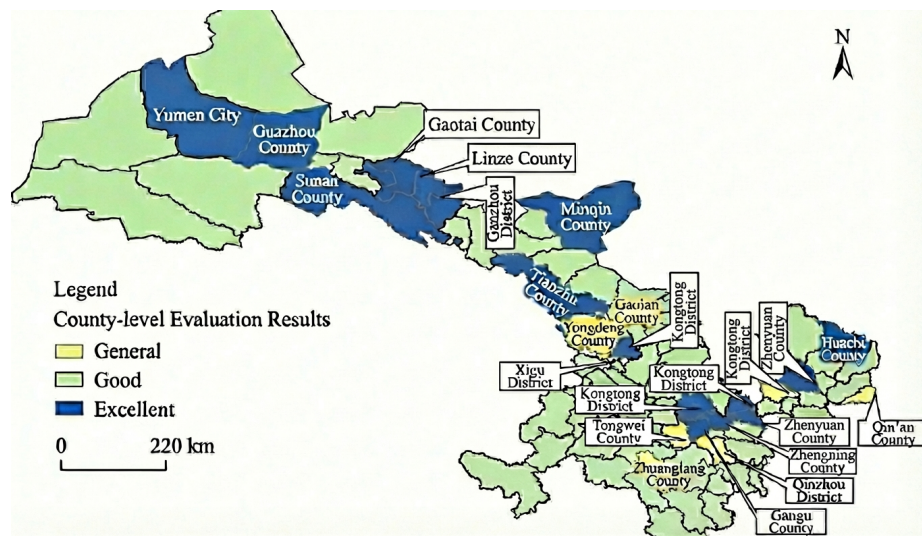 N
Yumen City
Guazhou
County
Gaotai County
Linze County
Sunan
County
Ganzhou
District
Minqin
County
Tianzhu
County
Gaolan
County
Kongtong
District
Yongdeng
County
Xigu
District
Kongtong
District
Kongtong
District
Kongtong
District
Zhenyuan
County
Huachi
County
Tongwei
County
Zhenyuan
County
Qin'an
County
Zhengning
County
Zhuanglang
County
Qinzhou
District
Gangu
County
Legend
County-level Evaluation Results
General
Good
Excellent
0
220 km